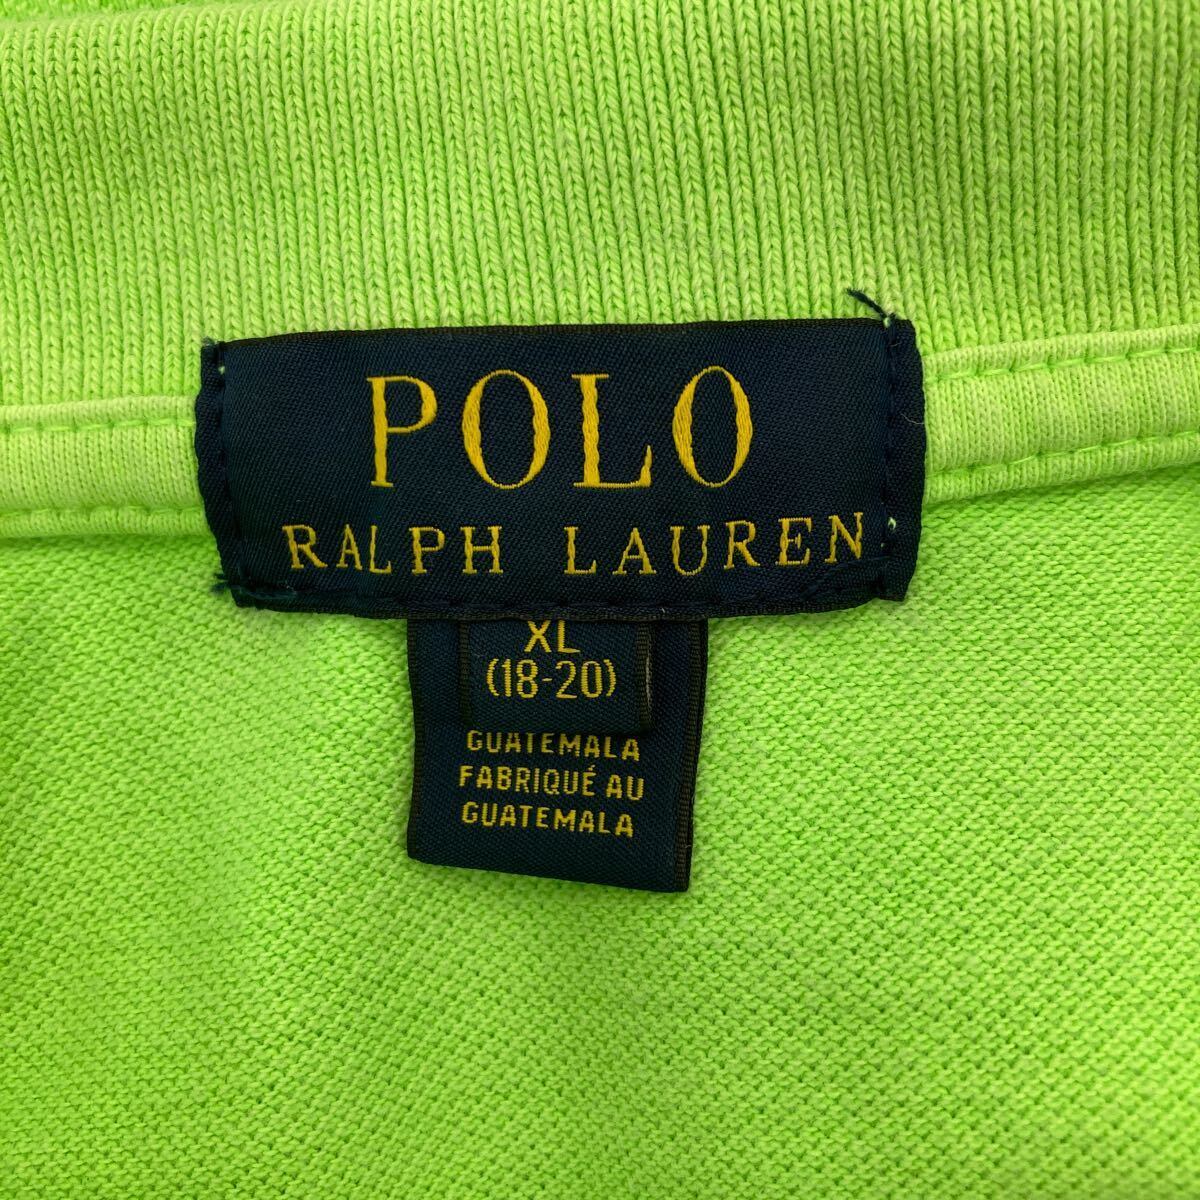 POLO
RALPH LAUREN
XL
(18-20)
GUATEMALA
FABRIQUÉ AU
GUATEMALA